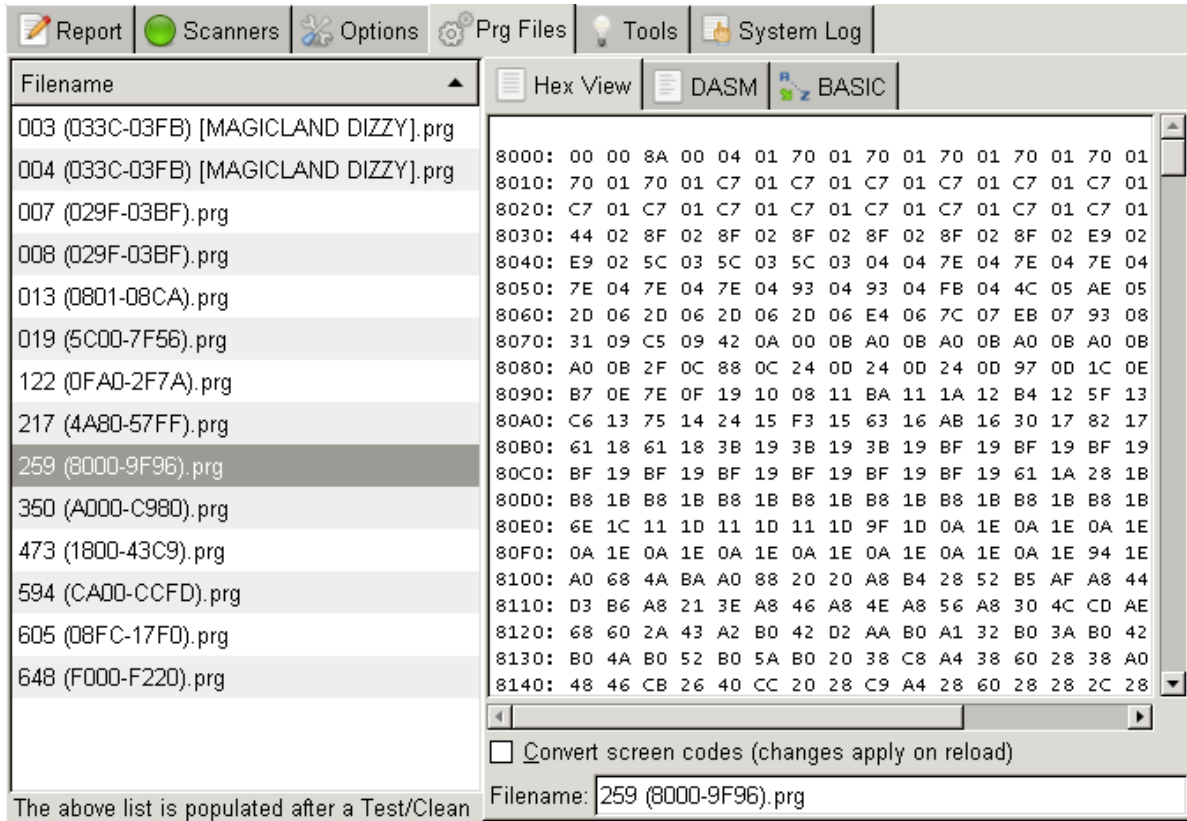 Report Scanners Options Prg Files Tools System Log
Filename
003 (033C-03FB) [MAGICLAND DIZZY].prg
004 (033C-03FB) [MAGICLAND DIZZY].prg
007 (029F-03BF).prg
008 (029F-03BF).prg
013 (0801-08CA).prg
019 (5C00-7F56).prg
122 (0FA0-2F7A).prg
217 (4A80-57FF).prg
259 (8000-9F96).prg
350 (A000-C980).prg
473 (1800-43C9).prg
594 (CA00-CCFD).prg
605 (08FC-17F0).prg
648 (F000-F220).prg
The above list is populated after a Test/Clean
Hex View DASM BASIC
8000: 00 00 8A 00 04 01 70 01 70 01 70 01 70 01 70 01
8010: 70 01 70 01 C7 01 C7 01 C7 01 C7 01 C7 01 C7 01
8020: C7 01 C7 01 C7 01 C7 01 C7 01 C7 01 C7 01 C7 01
8030: 44 02 8F 02 8F 02 8F 02 8F 02 8F 02 8F 02 E9 02
8040: E9 02 5C 03 5C 03 5C 03 04 04 7E 04 7E 04 7E 04
8050: 7E 04 7E 04 7E 04 93 04 93 04 FB 04 4C 05 AE 05
8060: 2D 06 2D 06 2D 06 2D 06 E4 06 7C 07 EB 07 93 08
8070: 31 09 C5 09 42 0A 00 0B A0 0B A0 0B A0 0B A0 0B
8080: A0 0B 2F 0C 88 0C 24 0D 24 0D 24 0D 97 0D 1C 0E
8090: B7 0E 7E 0F 19 10 08 11 BA 11 1A 12 B4 12 5F 13
80A0: C6 13 75 14 24 15 F3 15 63 16 AB 16 30 17 82 17
80B0: 61 18 61 18 3B 19 3B 19 3B 19 BF 19 BF 19 BF 19
80C0: BF 19 BF 19 BF 19 BF 19 BF 19 BF 19 61 1A 28 1B
80D0: B8 1B B8 1B B8 1B B8 1B B8 1B B8 1B B8 1B B8 1B
80E0: 6E 1C 11 1D 11 1D 11 1D 9F 1D 0A 1E 0A 1E 0A 1E
80F0: 0A 1E 0A 1E 0A 1E 0A 1E 0A 1E 0A 1E 0A 1E 94 1E
8100: A0 68 4A BA A0 88 20 20 A8 B4 28 52 B5 AF A8 44
8110: D3 B6 A8 21 3E A8 46 A8 4E A8 56 A8 30 4C CD AE
8120: 68 60 2A 43 A2 B0 42 D2 AA B0 A1 32 B0 3A B0 42
8130: B0 4A B0 52 B0 5A B0 20 38 C8 A4 38 60 28 38 A0
8140: 48 46 CB 26 40 CC 20 28 C9 A4 28 60 28 28 2C 28
Convert screen codes (changes apply on reload)
Filename: 259 (8000-9F96).prg